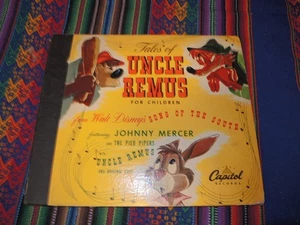 Tales of
UNCLE
REMUS
FOR CHILDREN
from Walt Disney's SONG OF THE SOUTH
featuring JOHNNY MERCER
AND THE PIED PIPERS
"UNCLE REMUS"
Capitol
RECORDS